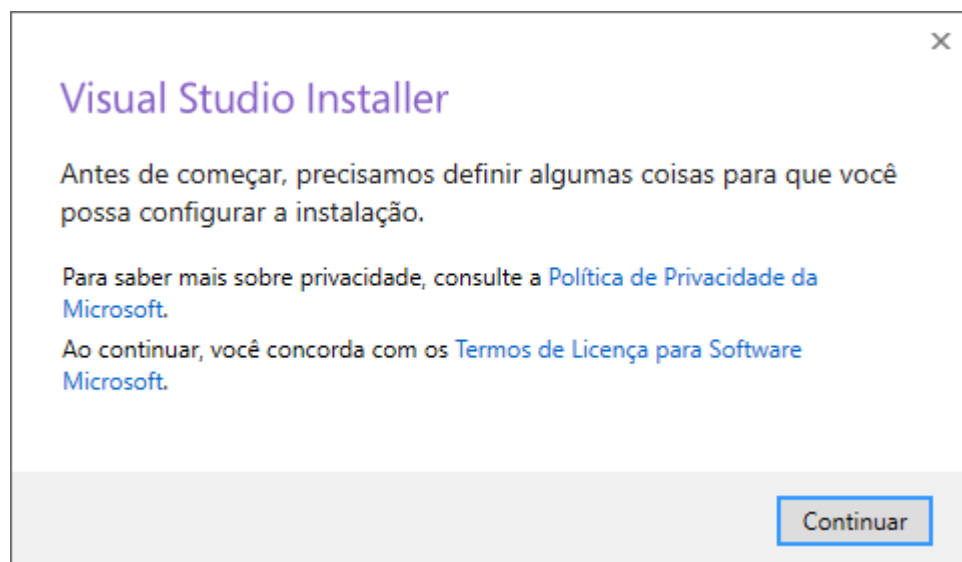 Visual Studio Installer
Antes de começar, precisamos definir algumas coisas para que você
possa configurar a instalação.
Para saber mais sobre privacidade, consulte a Política de Privacidade da
Microsoft.
Ao continuar, você concorda com os Termos de Licença para Software
Microsoft.
Continuar